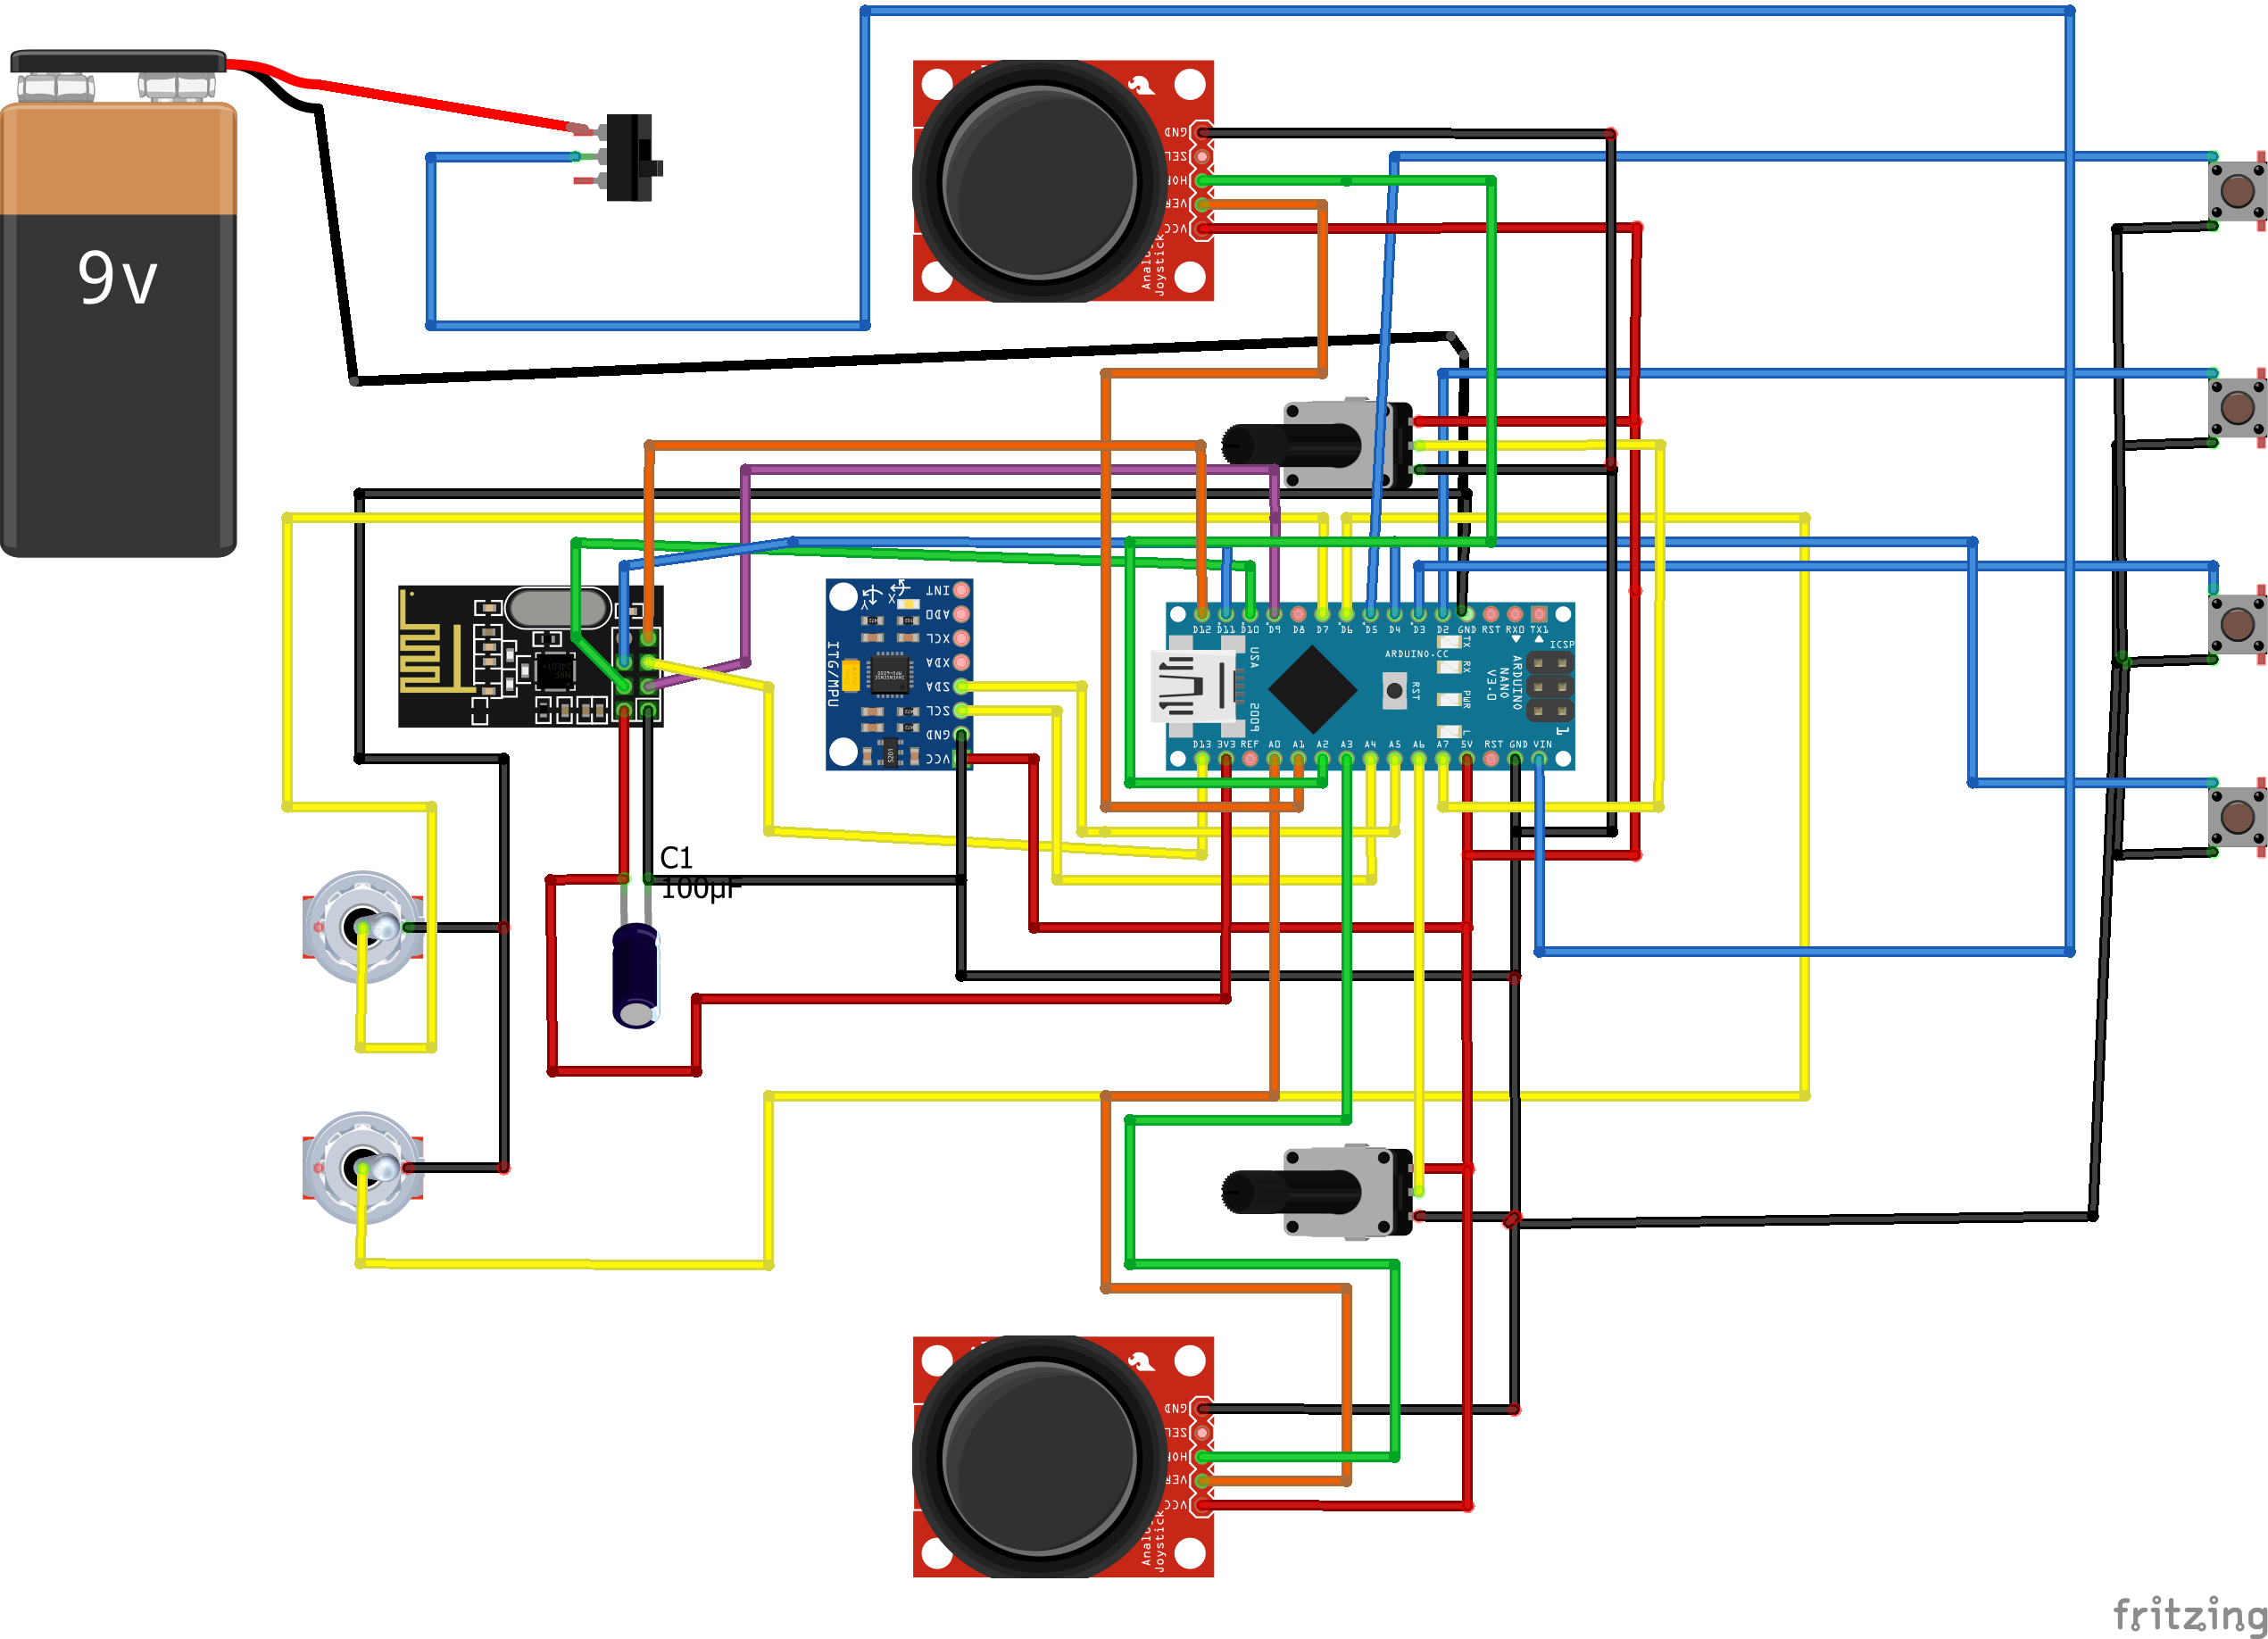 9v
GND
SEL
HOR
VER
VCC
Analog
Joystick
INT
ADO
XCL
XDA
SDA
SCL
GND
VCC
ITG/MPU
X
Y
D12
D11
D10
D9
D8
D7
D6
D5
D4
D3
D2
GND
RST
RX0
TX1
USA
ARDUINO.CC
TX
RX
PWR
L
RST
ICSP
ARDUINO
NANO
V3.0
1
D13
3V3
REF
A0
A1
A2
A3
A4
A5
A6
A7
5V
RST
GND
VIN
C1
100µF
GND
SEL
HOR
VER
VCC
Analog
Joystick
fritzing